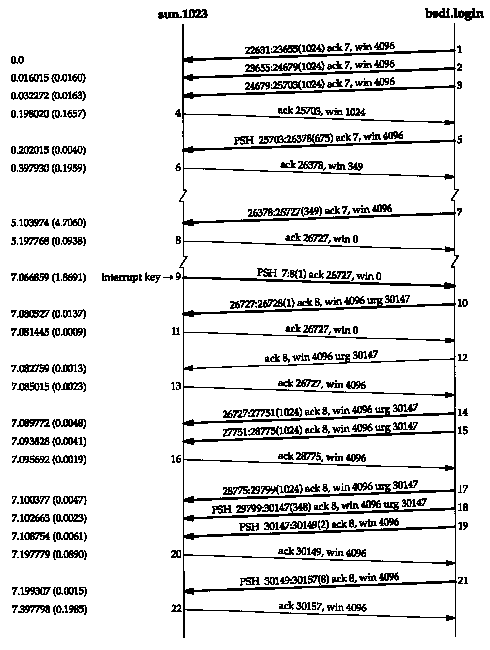 sun.1023 bsdi.login
22631:23655(1024) ack 7, win 4096 1
0.0
23655:24679(1024) ack 7, win 4096 2
0.016015 (0.0160)
24679:25703(1024) ack 7, win 4096 3
0.032272 (0.0163)
0.198020 (0.1657) 4 ack 25703, win 1024
PSH 25703:26378(675) ack 7, win 4096 5
0.202015 (0.0040)
0.397930 (0.1959) 6 ack 26378, win 349
26378:26727(349) ack 7, win 4096 7
5.103974 (4.7060)
5.197768 (0.0938) 8 ack 26727, win 0
7.066859 (1.8691) Interrupt key → 9 PSH 7:8(1) ack 26727, win 0
26727:26728(1) ack 8, win 4096 urg 30147 10
7.080527 (0.0137)
7.081445 (0.0009) 11 ack 26727, win 0
ack 8, win 4096 urg 30147 12
7.082759 (0.0013)
7.085015 (0.0023) 13 ack 26727, win 4096
26727:27751(1024) ack 8, win 4096 urg 30147 14
7.089772 (0.0048)
27751:28775(1024) ack 8, win 4096 urg 30147 15
7.093828 (0.0041)
7.095692 (0.0019) 16 ack 28775, win 4096
28775:29799(1024) ack 8, win 4096 urg 30147 17
7.100377 (0.0047)
PSH 29799:30147(348) ack 8, win 4096 urg 30147 18
7.102663 (0.0023)
PSH 30147:30149(2) ack 8, win 4096 19
7.108754 (0.0061)
7.197779 (0.0890) 20 ack 30149, win 4096
PSH 30149:30157(8) ack 8, win 4096 21
7.199307 (0.0015)
7.397798 (0.1985) 22 ack 30157, win 4096